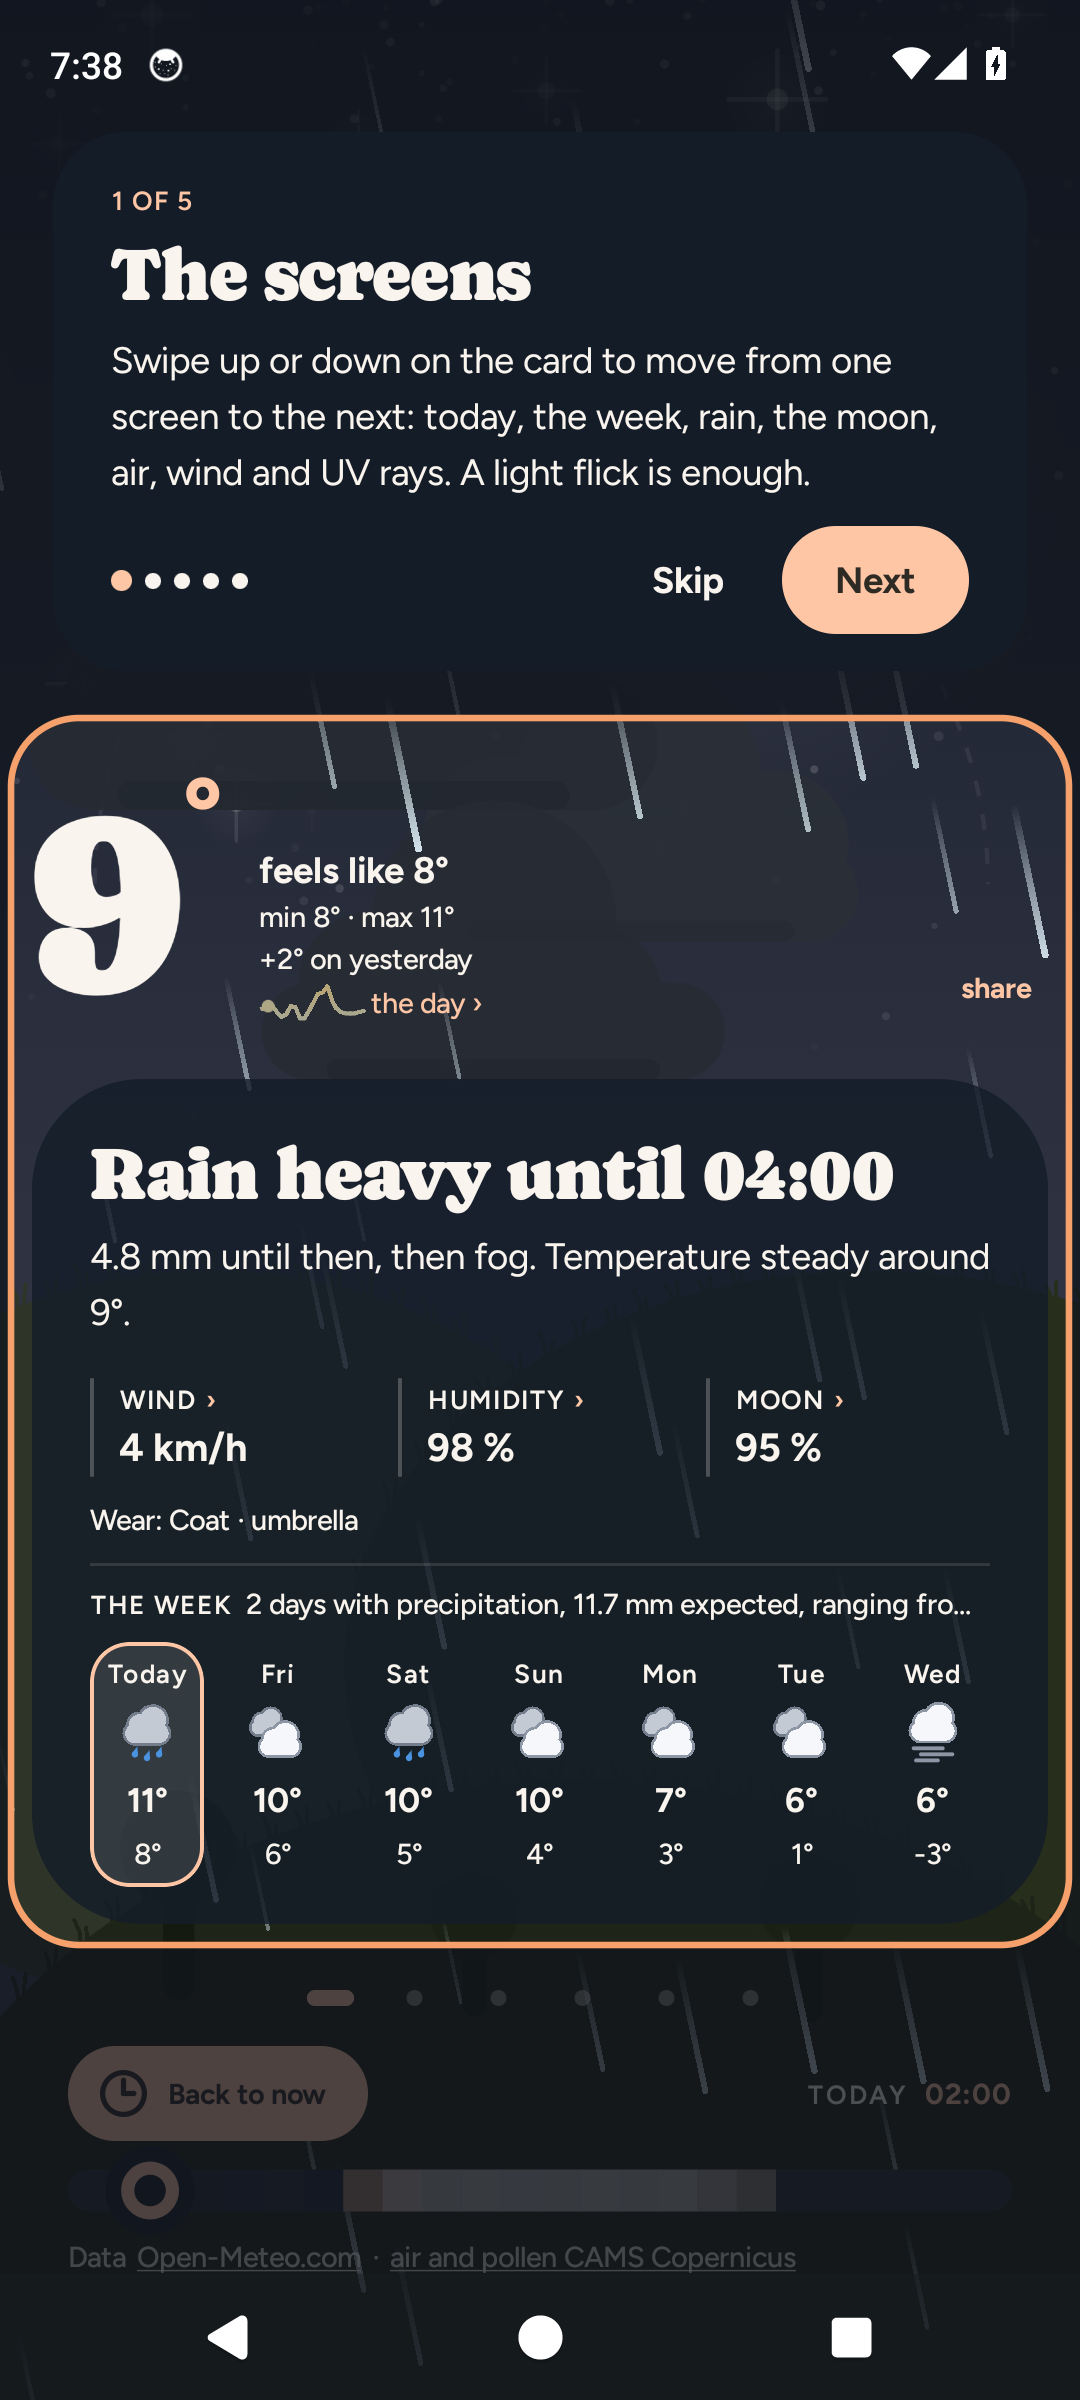 7:38
1 OF 5
The screens
Swipe up or down on the card to move from one
screen to the next: today, the week, rain, the moon,
air, wind and UV rays. A light flick is enough.
Skip
Next
9°
feels like 8°
min 8° · max 11°
+2° on yesterday
the day ›
share
Rain heavy until 04:00
4.8 mm until then, then fog. Temperature steady around
9°.
WIND › HUMIDITY › MOON ›
4 km/h 98 % 95 %
Wear: Coat · umbrella
THE WEEK 2 days with precipitation, 11.7 mm expected, ranging fro...
Today Fri Sat Sun Mon Tue Wed
11° 10° 10° 10° 7° 6° 6°
8° 6° 5° 4° 3° 1° -3°
Back to now
TODAY 02:00
Data Open-Meteo.com · air and pollen CAMS Copernicus